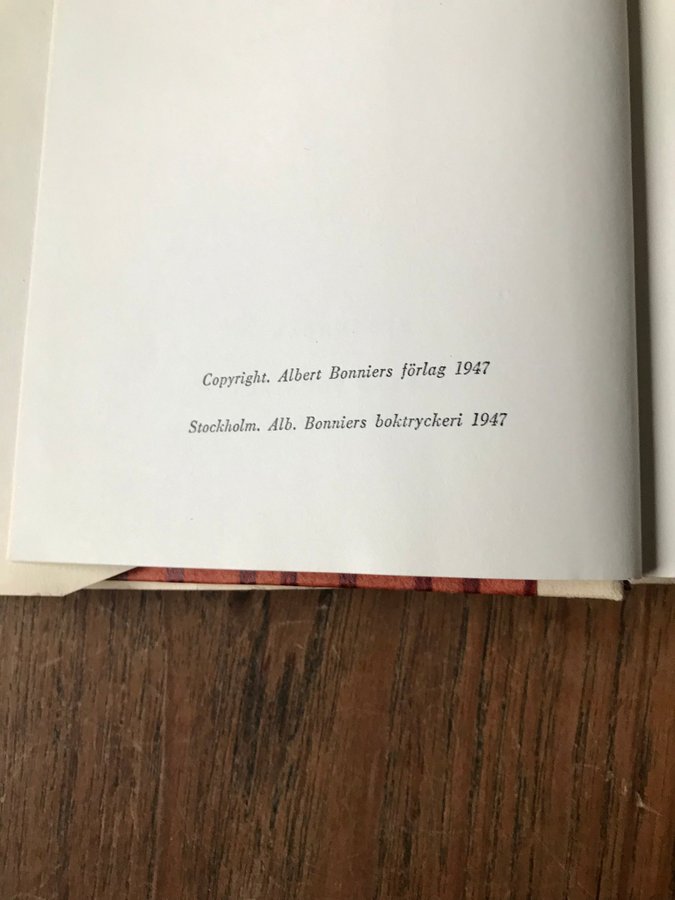 Copyright. Albert Bonniers förlag 1947
Stockholm. Alb. Bonniers boktryckeri 1947